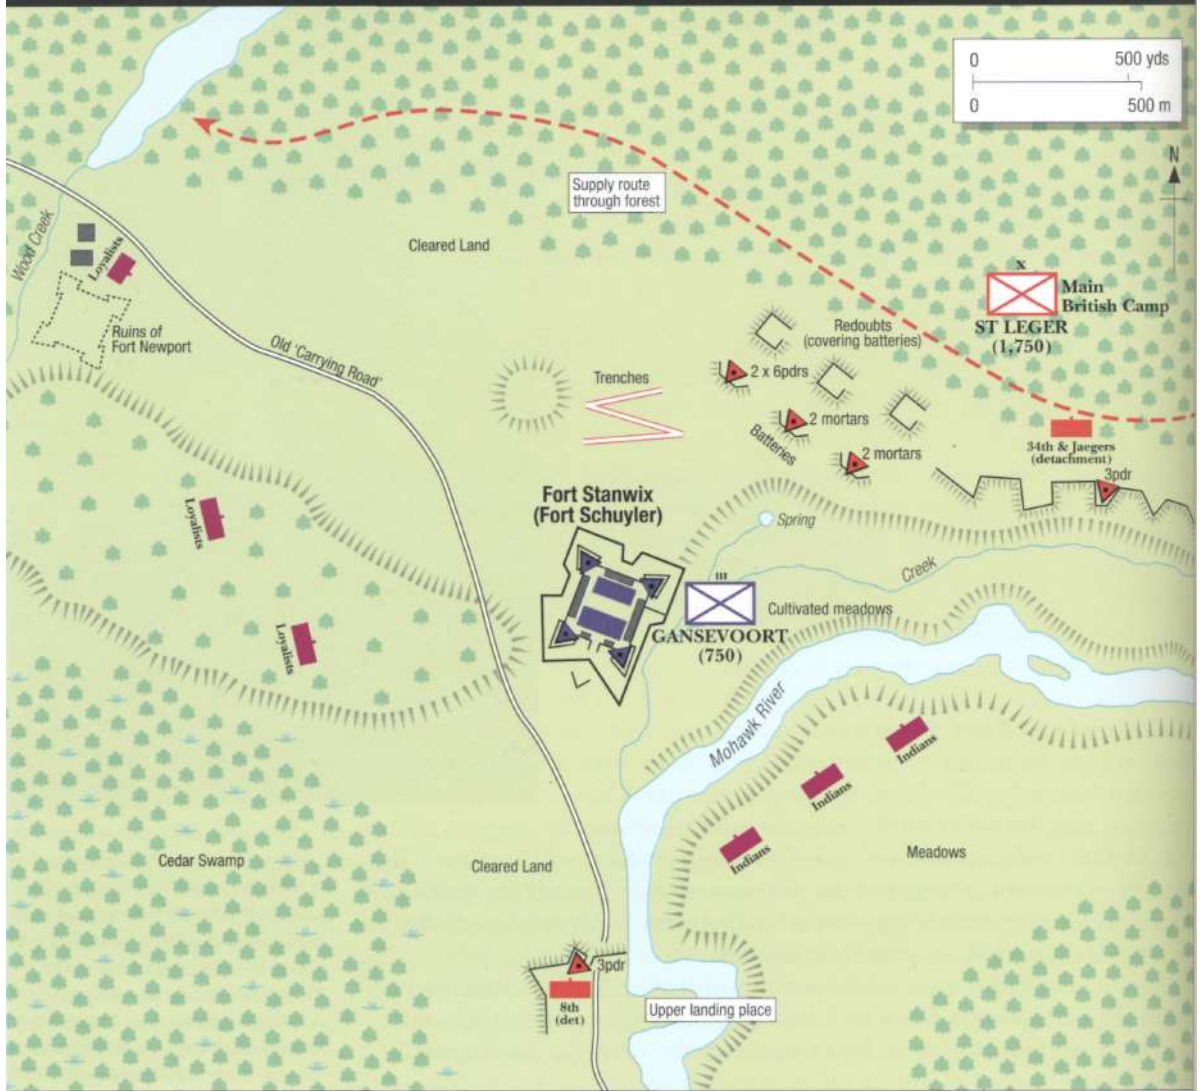 0 500 yds
0 500 m
N
Supply route
through forest
Wood Creek
Loyalists
Cleared Land
x
Main
British Camp
ST LEGER
(1,750)
Ruins of
Fort Newport
Old 'Carrying Road'
Redoubts
(covering batteries)
Trenches
2 x 6pdrs
2 mortars
Batteries
2 mortars
34th & Jaegers
(detachment)
3pdr
Loyalists
Fort Stanwix
(Fort Schuyler)
Spring
Creek
III
Cultivated meadows
GANSEVOORT
(750)
Loyalists
Mohawk River
Indians
Indians
Indians
Cedar Swamp
Cleared Land
Meadows
3pdr
8th
(det)
Upper landing place